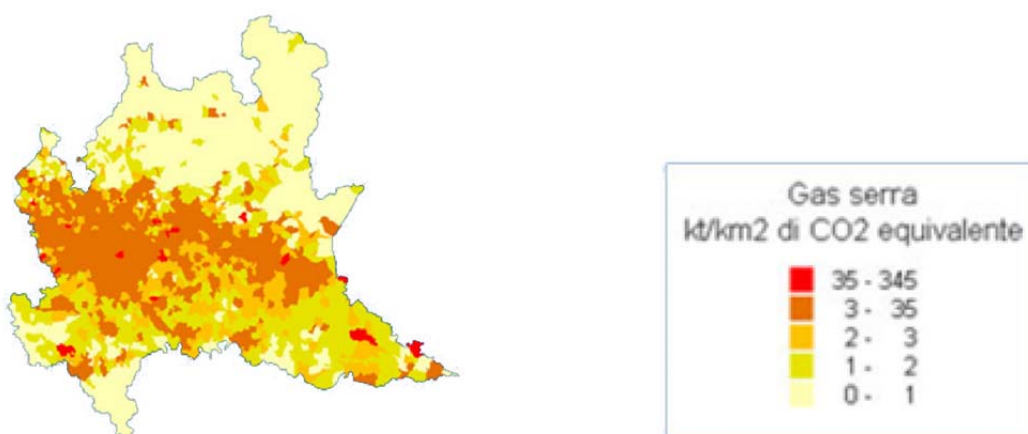 Gas serra
kt/km2 di CO2 equivalente
35 - 345
3 - 35
2 - 3
1 - 2
0 - 1